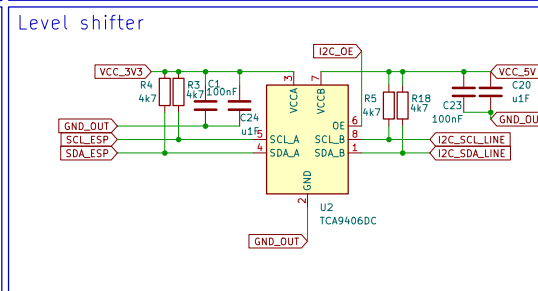 Level shifter
I2C_OE
VCC_3V3
VCC_5V
R4
4k7
R3
4k7
C1
100nF
C24
u1F
3
VCCA
7
VCCB
R5
4k7
R18
4k7
C23
100nF
C20
u1F
GND_OUT
GND_OU
OE
6
SCL_ESP
5
SCL_A
SCL_B
8
I2C_SCL_LINE
SDA_ESP
4
SDA_A
SDA_B
1
I2C_SDA_LINE
GND
2
U2
TCA9406DC
GND_OUT